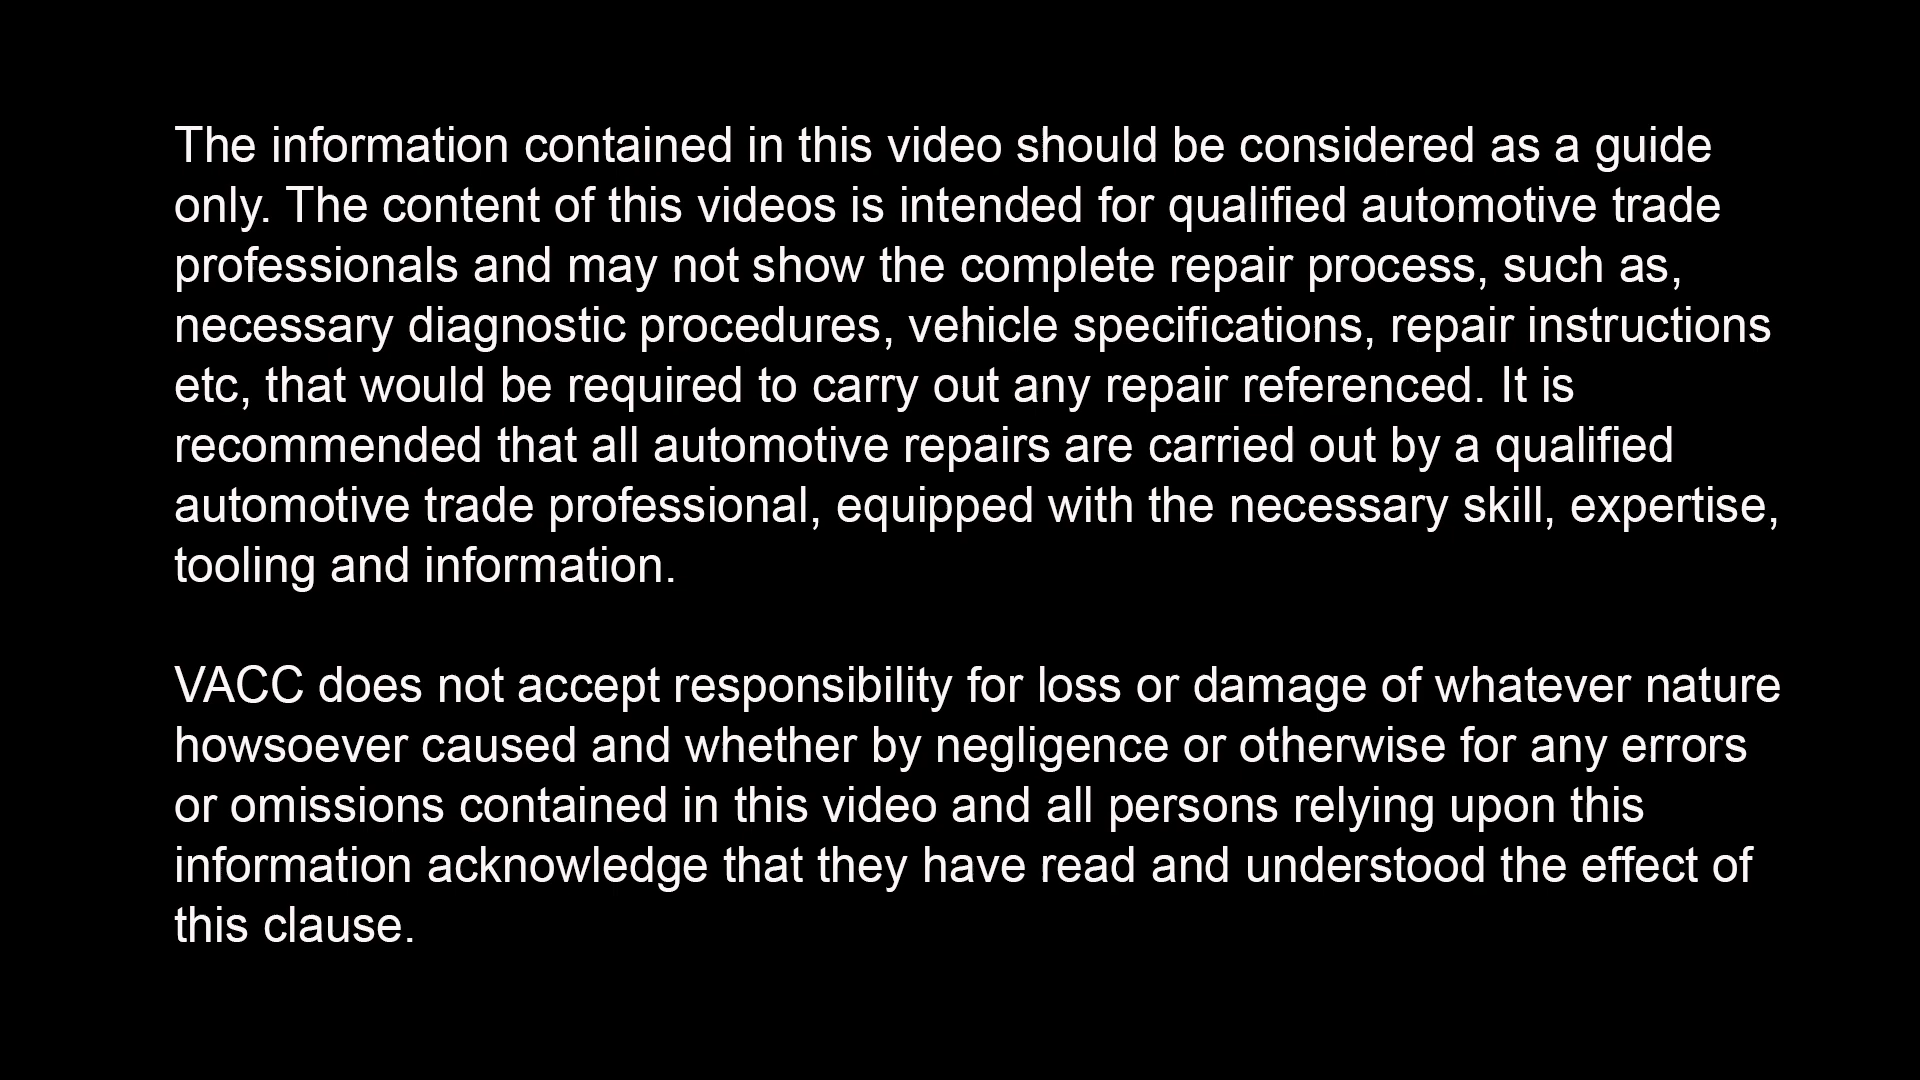 The information contained in this video should be considered as a guide
only. The content of this videos is intended for qualified automotive trade
professionals and may not show the complete repair process, such as,
necessary diagnostic procedures, vehicle specifications, repair instructions
etc, that would be required to carry out any repair referenced. It is
recommended that all automotive repairs are carried out by a qualified
automotive trade professional, equipped with the necessary skill, expertise,
tooling and information.
VACC does not accept responsibility for loss or damage of whatever nature
howsoever caused and whether by negligence or otherwise for any errors
or omissions contained in this video and all persons relying upon this
information acknowledge that they have read and understood the effect of
this clause.